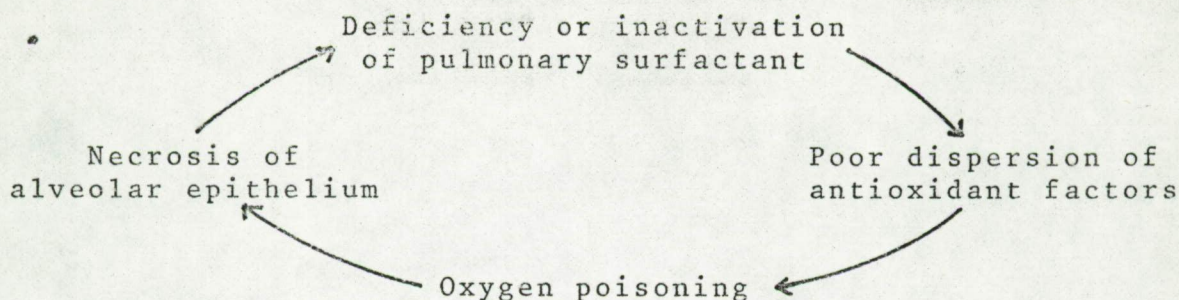 Deficiency or inactivation
of pulmonary surfactant
Poor dispersion of
antioxidant factors
Oxygen poisoning
Necrosis of
alveolar epithelium